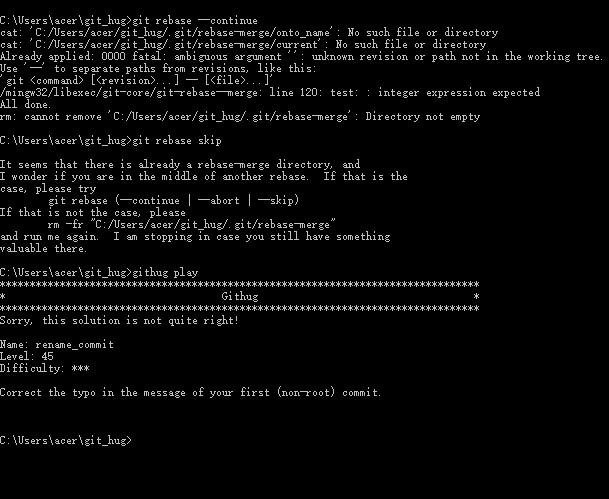 C:\Users\acer\git_hug>git rebase --continue
cat: 'C:/Users/acer/git_hug/.git/rebase-merge/onto_name': No such file or directory
cat: 'C:/Users/acer/git_hug/.git/rebase-merge/current': No such file or directory
Already applied: 0000 fatal: ambiguous argument '': unknown revision or path not in the working tree.
Use '--' to separate paths from revisions, like this:
'git <command> [<revision>...] -- [<file>...]'
/mingw32/libexec/git-core/git-rebase--merge: line 120: test: : integer expression expected
All done.
rm: cannot remove 'C:/Users/acer/git_hug/.git/rebase-merge': Directory not empty
C:\Users\acer\git_hug>git rebase skip
It seems that there is already a rebase-merge directory, and
I wonder if you are in the middle of another rebase.  If that is the
case, please try
        git rebase (--continue | --abort | --skip)
If that is not the case, please
        rm -fr "C:/Users/acer/git_hug/.git/rebase-merge"
and run me again.  I am stopping in case you still have something
valuable there.
C:\Users\acer\git_hug>githug play
********************************************************************************
*                                    Githug                                    *
********************************************************************************
Sorry, this solution is not quite right!
Name: rename_commit
Level: 45
Difficulty: ***
Correct the typo in the message of your first (non-root) commit.
C:\Users\acer\git_hug>